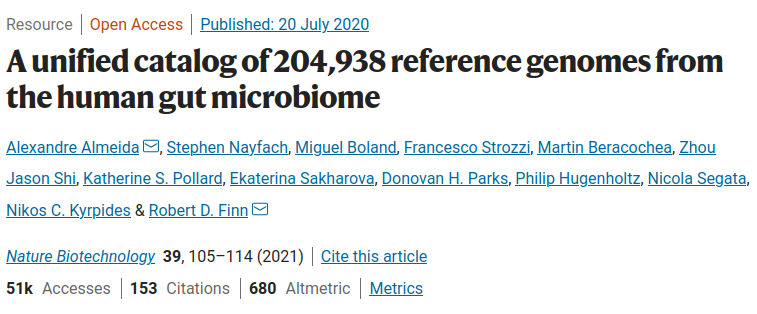 Resource | Open Access | Published: 20 July 2020
A unified catalog of 204,938 reference genomes from
the human gut microbiome
Alexandre Almeida, Stephen Nayfach, Miguel Boland, Francesco Strozzi, Martin Beracochea, Zhou
Jason Shi, Katherine S. Pollard, Ekaterina Sakharova, Donovan H. Parks, Philip Hugenholtz, Nicola Segata,
Nikos C. Kyrpides & Robert D. Finn
Nature Biotechnology 39, 105–114 (2021) | Cite this article
51k Accesses | 153 Citations | 680 Altmetric | Metrics